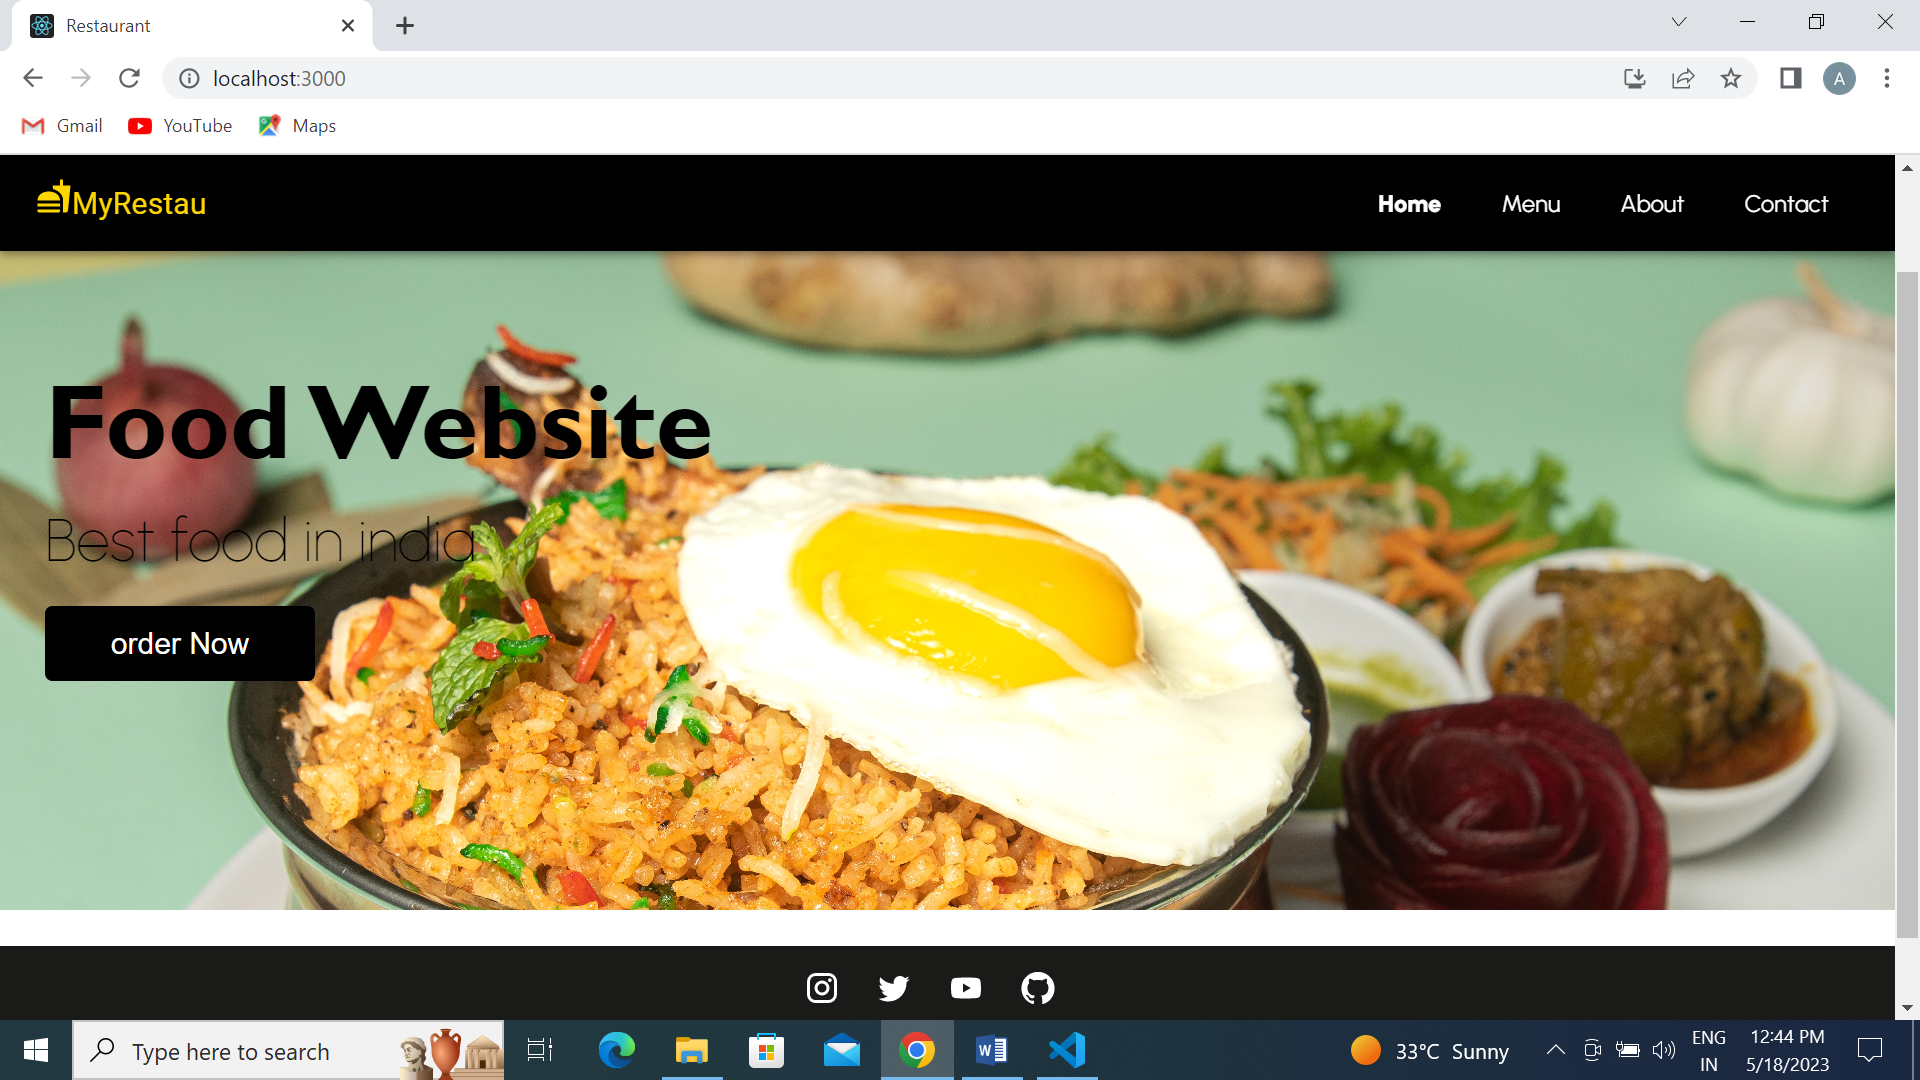 Restaurant
localhost:3000
A
Gmail
YouTube
Maps
MyRestau
Home
Menu
About
Contact
Food Website
Best food in india
order Now
Type here to search
33°C Sunny
ENG
IN
12:44 PM
5/18/2023